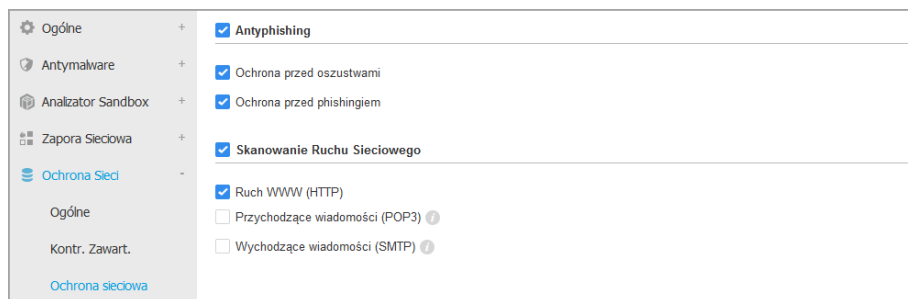 Ogólne
Antymalware
Analizator Sandbox
Zapora Sieciowa
Ochrona Sieci
Ogólne
Kontr. Zawart.
Ochrona sieciowa
Antyphishing
Ochrona przed oszustwami
Ochrona przed phishingiem
Skanowanie Ruchu Sieciowego
Ruch WWW (HTTP)
Przychodzące wiadomości (POP3)
Wychodzące wiadomości (SMTP)